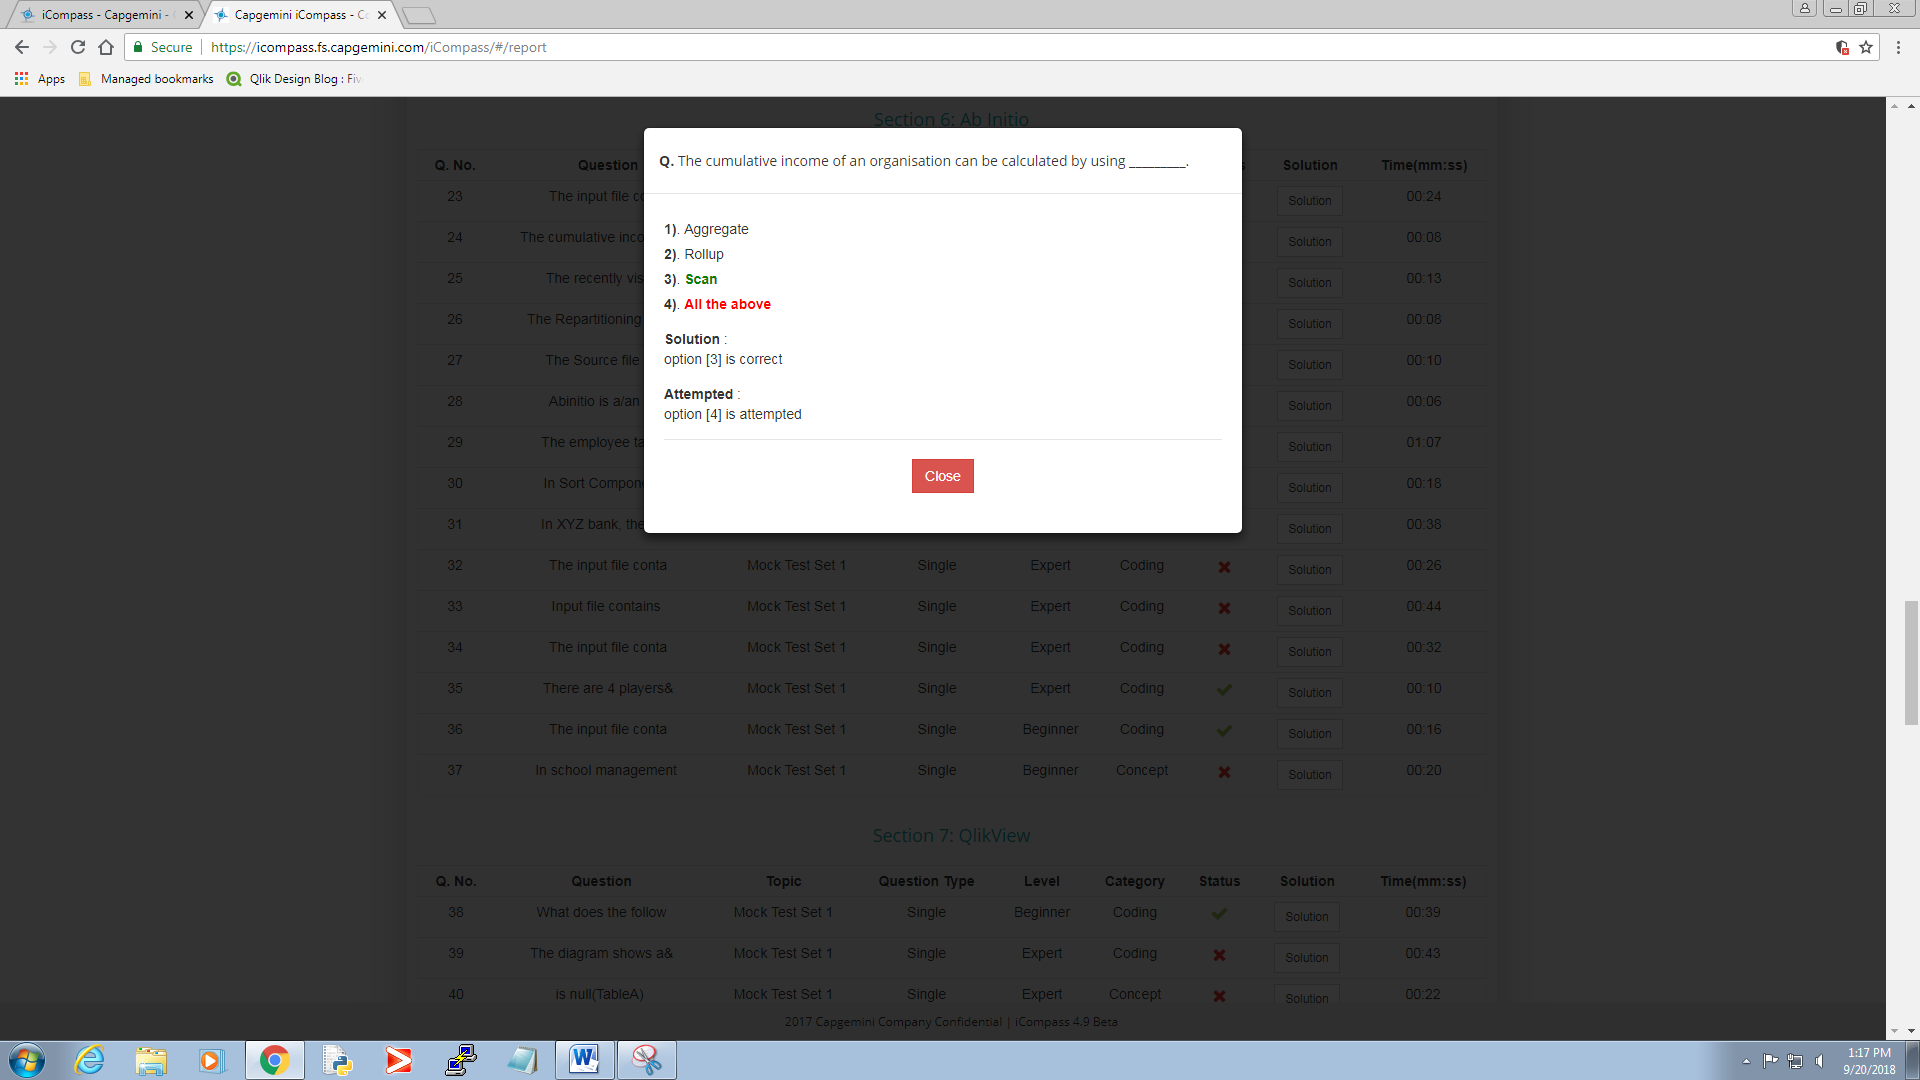 iCompass - Capgemini -
Capgemini iCompass - C
Secure
https://icompass.fs.capgemini.com/iCompass/#/report
Apps
Managed bookmarks
Qlik Design Blog : Fiv
Section 6: Ab Initio
Q. No. Question Solution Time(mm:ss)
Q. The cumulative income of an organisation can be calculated by using ________.
1). Aggregate
2). Rollup
3). Scan
4). All the above
Solution :
option [3] is correct
Attempted :
option [4] is attempted
Close
23 The input file co Solution 00:24
24 The cumulative inco Solution 00:08
25 The recently vis Solution 00:13
26 The Repartitioning Solution 00:08
27 The Source file Solution 00:10
28 Abinitio is a/an Solution 00:06
29 The employee ta Solution 01:07
30 In Sort Compon Solution 00:18
31 In XYZ bank, the Solution 00:38
32 The input file conta Mock Test Set 1 Single Expert Coding Solution 00:26
33 Input file contains Mock Test Set 1 Single Expert Coding Solution 00:44
34 The input file conta Mock Test Set 1 Single Expert Coding Solution 00:32
35 There are 4 players& Mock Test Set 1 Single Expert Coding Solution 00:10
36 The input file conta Mock Test Set 1 Single Beginner Coding Solution 00:16
37 In school management Mock Test Set 1 Single Beginner Concept Solution 00:20
Section 7: QlikView
Q. No. Question Topic Question Type Level Category Status Solution Time(mm:ss)
38 What does the follow Mock Test Set 1 Single Beginner Coding Solution 00:39
39 The diagram shows a& Mock Test Set 1 Single Expert Coding Solution 00:43
40 is null(TableA) Mock Test Set 1 Single Expert Concept Solution 00:22
2017 Capgemini Company Confidential | iCompass 4.9 Beta
1:17 PM
9/20/2018